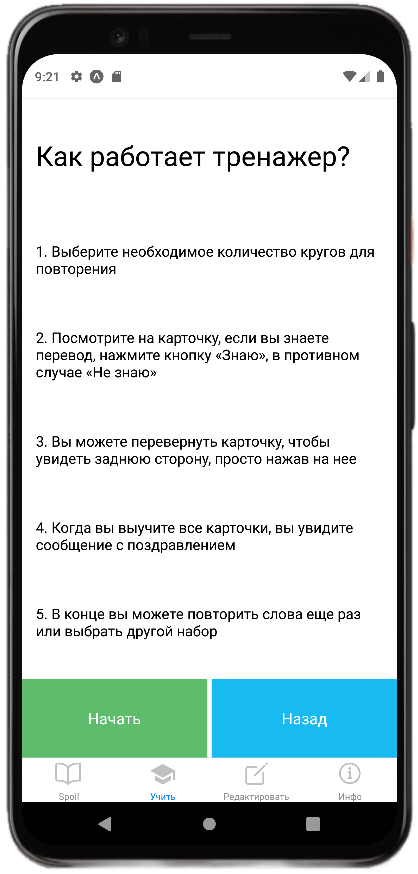 9:21
Как работает тренажер?
1. Выберите необходимое количество кругов для
повторения
2. Посмотрите на карточку, если вы знаете
перевод, нажмите кнопку «Знаю», в противном
случае «Не знаю»
3. Вы можете перевернуть карточку, чтобы
увидеть заднюю сторону, просто нажав на нее
4. Когда вы выучите все карточки, вы увидите
сообщение с поздравлением
5. В конце вы можете повторить слова еще раз
или выбрать другой набор
Начать Назад
Spoil Учить Редактировать Инфо